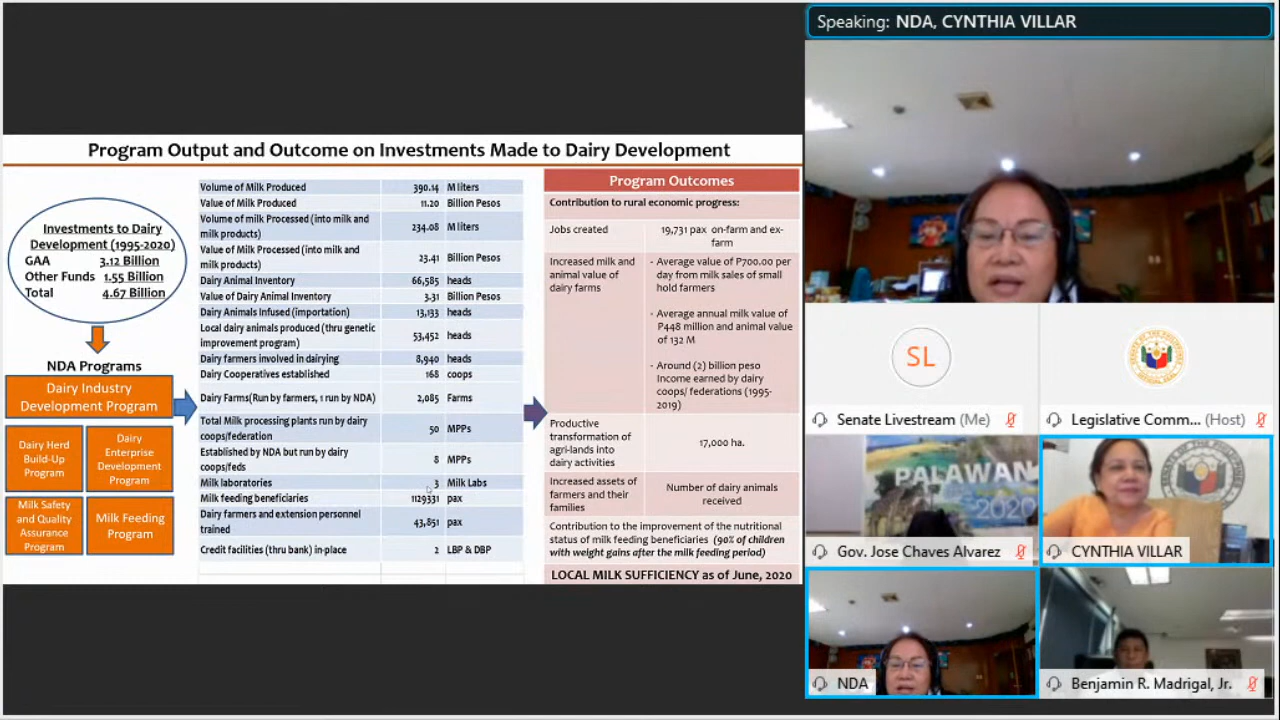 Program Output and Outcome on Investments Made to Dairy Development
Investments to Dairy
Development (1995-2020)
GAA 3.12 Billion
Other Funds 1.55 Billion
Total 4.67 Billion
NDA Programs
Dairy Industry
Development Program
Dairy Herd
Build-Up
Program
Dairy
Enterprise
Development
Program
Milk Safety
and Quality
Assurance
Program
Milk Feeding
Program
Volume of Milk Produced 390.14 M liters
Value of Milk Produced 11.20 Billion Pesos
Volume of milk Processed (into milk and
milk products) 234.08 M liters
Value of Milk Processed (into milk and
milk products) 23.41 Billion Pesos
Dairy Animal Inventory 66,585 heads
Value of Dairy Animal Inventory 3.31 Billion Pesos
Dairy Animals Infused (importation) 13,133 heads
Local dairy animals produced (thru genetic
improvement program) 53,452 heads
Dairy farmers involved in dairying 8,940 heads
Dairy Cooperatives established 168 coops
Dairy Farms(Run by farmers, 1 run by NDA) 2,085 Farms
Total Milk processing plants run by dairy
coops/federation 50 MPPs
Established by NDA but run by dairy
coops/feds 8 MPPs
Milk laboratories 3 Milk Labs
Milk feeding beneficiaries 1129331 pax
Dairy farmers and extension personnel
trained 43,851 pax
Credit facilities (thru bank) in-place 2 LBP & DBP
Program Outcomes
Contribution to rural economic progress:
Jobs created 19,731 pax on-farm and ex-
farm
Increased milk and
animal value of
dairy farms
- Average value of P700.00 per
day from milk sales of small
hold farmers
- Average annual milk value of
P448 million and animal value
of 132 M
- Around (2) billion peso
Income earned by dairy
coops/ federations (1995-
2019)
Productive
transformation of
agri-lands into
dairy activities
17,000 ha.
Increased assets of
farmers and their
families
Number of dairy animals
received
Contribution to the improvement of the nutritional
status of milk feeding beneficiaries (90% of children
with weight gains after the milk feeding period)
LOCAL MILK SUFFICIENCY as of June, 2020
Speaking: NDA, CYNTHIA VILLAR
SL
Senate Livestream (Me)
Legislative Comm... (Host)
PALAWAN
2020
Gov. Jose Chaves Alvarez
CYNTHIA VILLAR
NDA
Benjamin R. Madrigal, Jr.